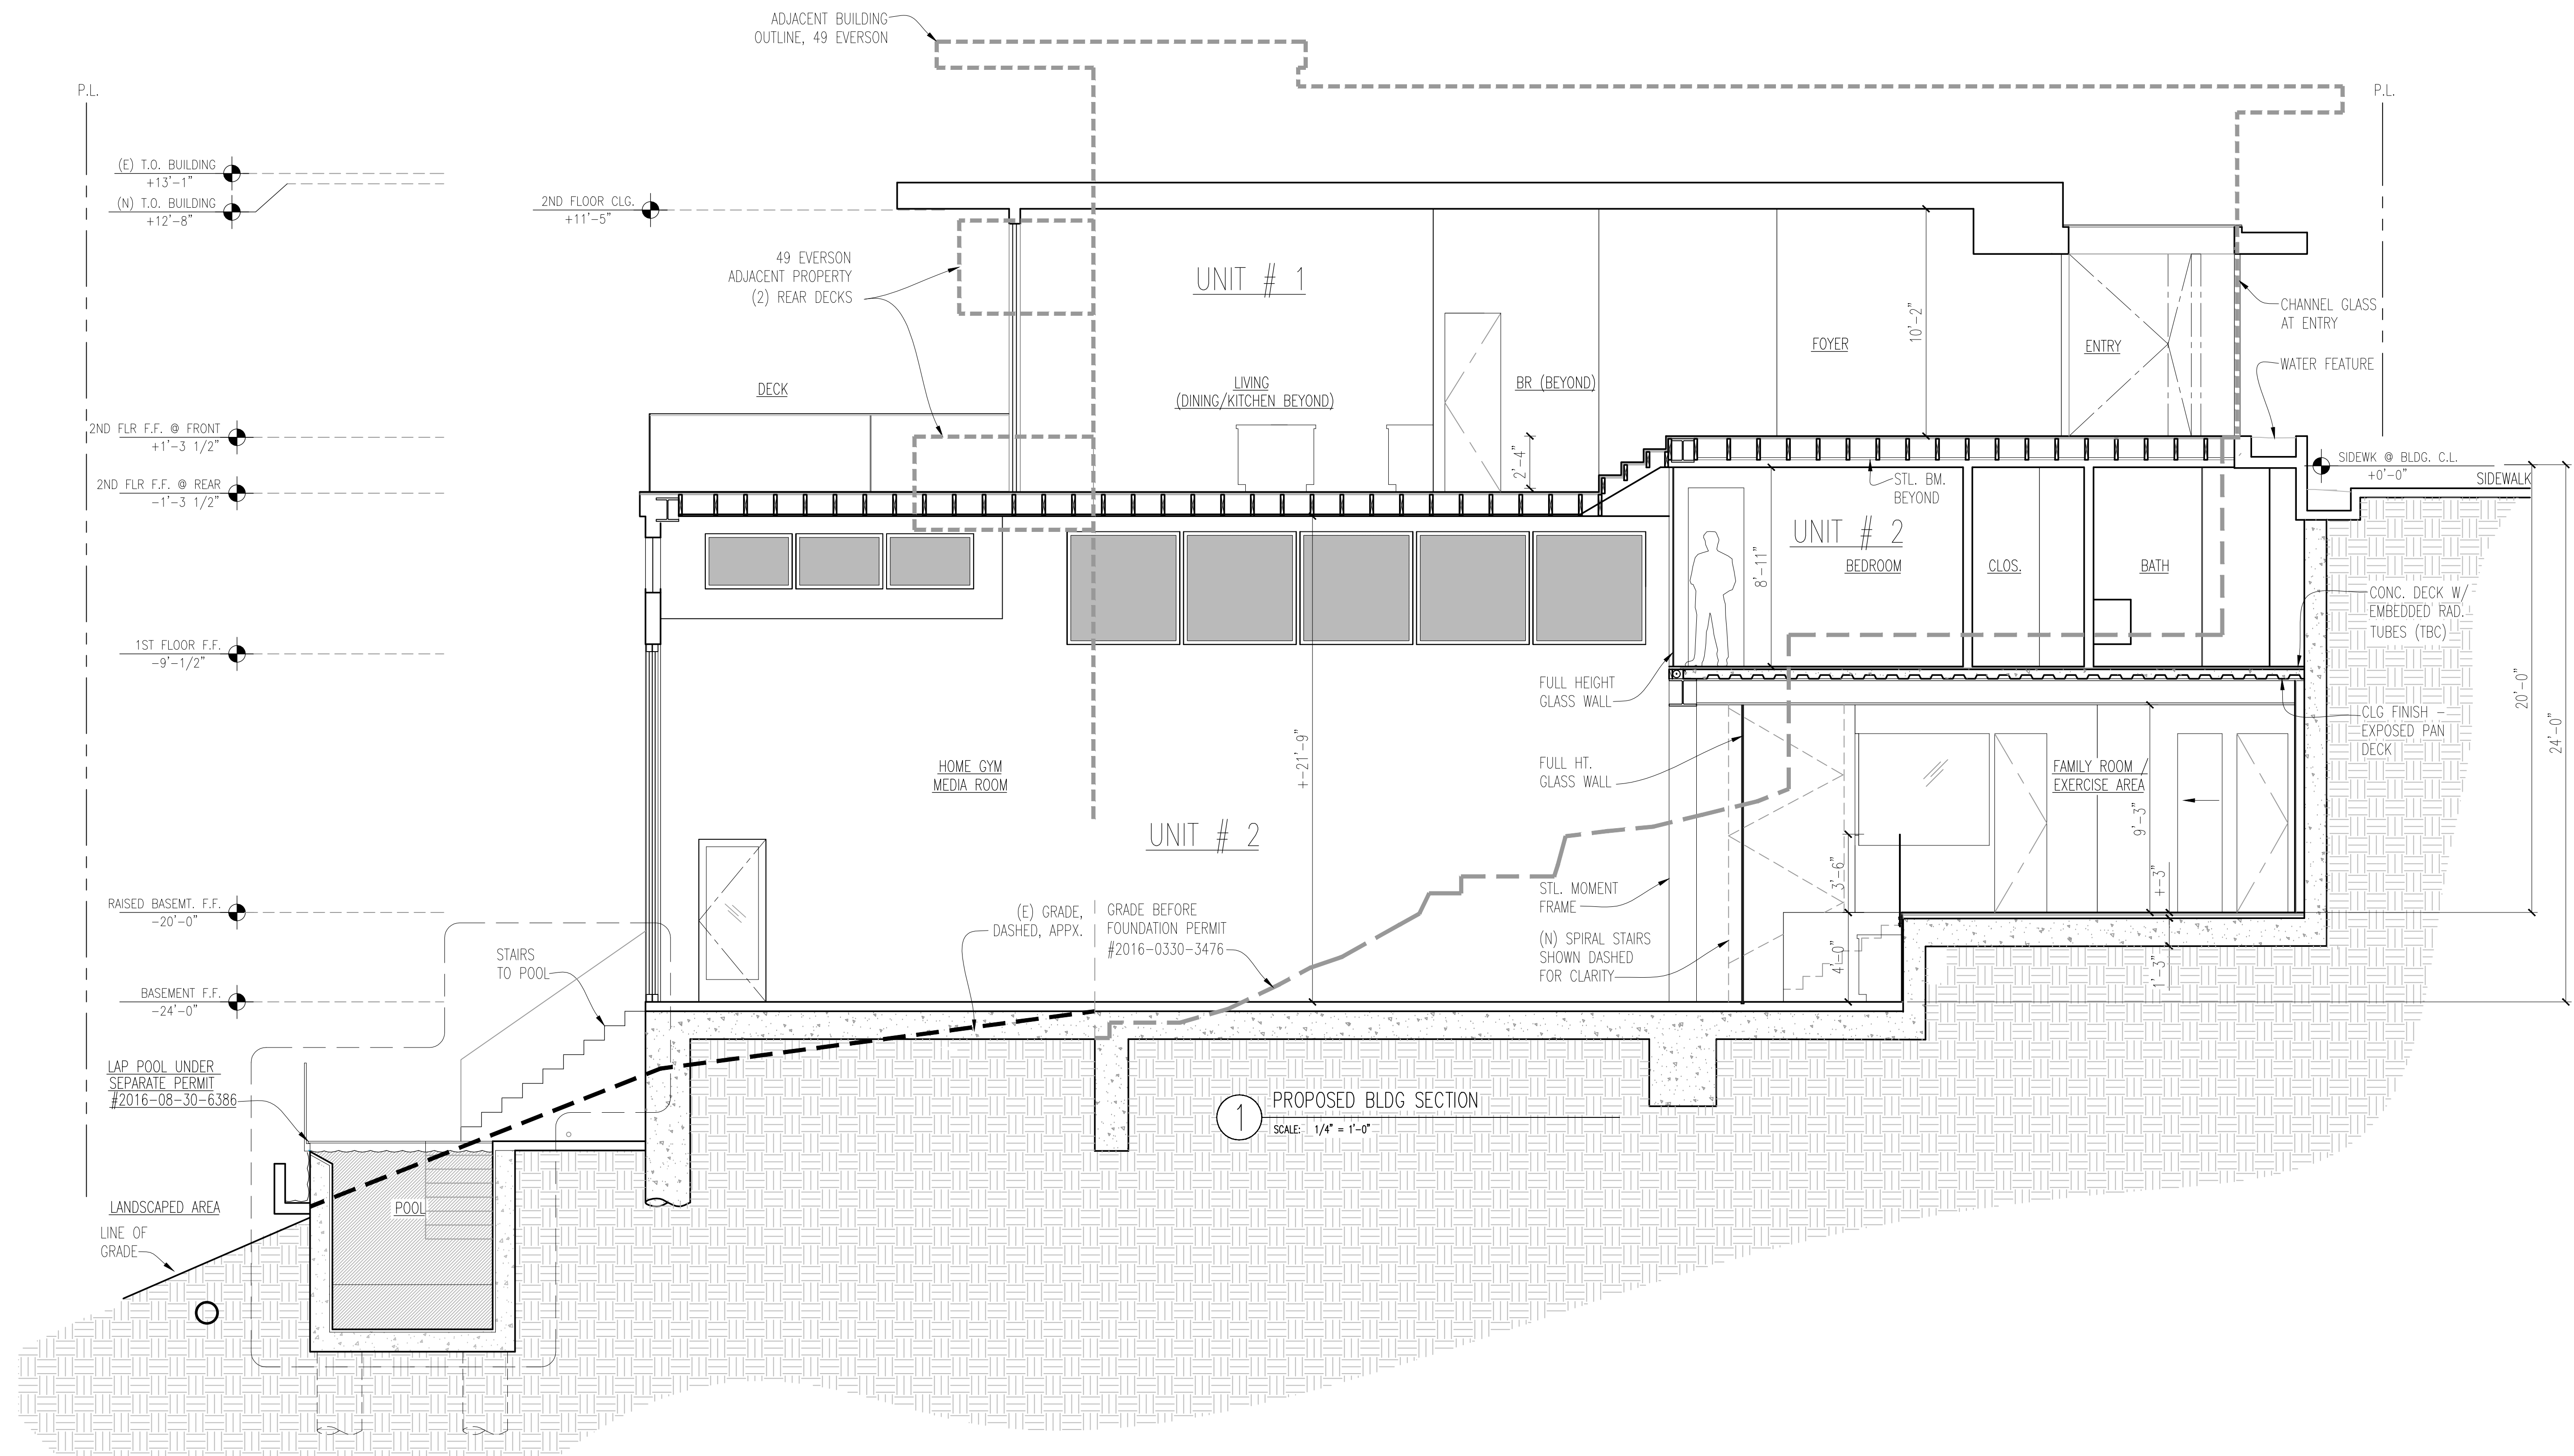 ADJACENT BUILDING
OUTLINE, 49 EVERSON
P.L.
P.L.
(E) T.O. BUILDING
+13'-1"
(N) T.O. BUILDING
+12'-8"
2ND FLOOR CLG.
+11'-5"
49 EVERSON
ADJACENT PROPERTY
(2) REAR DECKS
UNIT # 1
10'-2"
FOYER
ENTRY
CHANNEL GLASS
AT ENTRY
WATER FEATURE
DECK
LIVING
(DINING/KITCHEN BEYOND)
BR (BEYOND)
2ND FLR F.F. @ FRONT
+1'-3 1/2"
2ND FLR F.F. @ REAR
-1'-3 1/2"
2'-4"
STL. BM.
BEYOND
SIDEWK @ BLDG. C.L.
+0'-0"
SIDEWALK
UNIT # 2
8'-11"
BEDROOM
CLOS.
BATH
CONC. DECK W/
EMBEDDED RAD.
TUBES (TBC)
1ST FLOOR F.F.
-9'-1/2"
FULL HEIGHT
GLASS WALL
20'-0"
24'-0"
CLG FINISH -
EXPOSED PAN
DECK
+-21'-9"
HOME GYM
MEDIA ROOM
FULL HT.
GLASS WALL
FAMILY ROOM /
EXERCISE AREA
9'-3"
UNIT # 2
3'-6"
+-3"
STL. MOMENT
FRAME
RAISED BASEMT. F.F.
-20'-0"
(E) GRADE,
DASHED, APPX.
GRADE BEFORE
FOUNDATION PERMIT
#2016-0330-3476
(N) SPIRAL STAIRS
SHOWN DASHED
FOR CLARITY
4'-0"
1'-3"
STAIRS
TO POOL
BASEMENT F.F.
-24'-0"
LAP POOL UNDER
SEPARATE PERMIT
#2016-08-30-6386
1
PROPOSED BLDG SECTION
SCALE: 1/4" = 1'-0"
LANDSCAPED AREA
POOL
LINE OF
GRADE